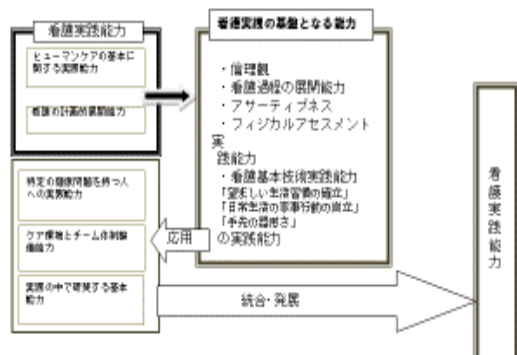 看護実践能力
ヒューマンケアの基本に
関する実践能力
看護の計画的展開能力
特定の健康問題を持つ人
への実践能力
ケア環境とチーム体制整
備能力
実践の中で研鑽する基本
能力
看護実践の基盤となる能力
・倫理観
・看護過程の展開能力
・アサーティブネス
・フィジカルアセスメント
実
践能力
・看護基本技術実践能力
「望ましい生活習慣の確立」
「日常生活の家事行動の自立」
「手先の器用さ」
の実践能力
応用
統合・発展
看護実践能力